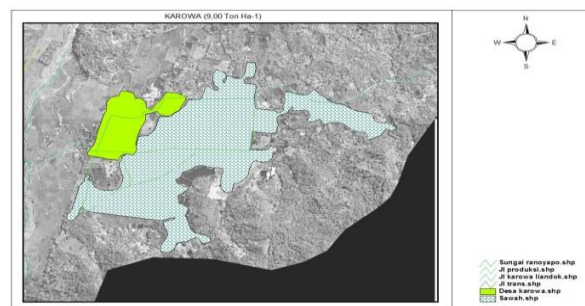 KAROWA (9,00 Ton Ha-1)
N
W E
S
Sungai ranoyapo.shp
Jl produksi.shp
Jl karowa liandok.shp
Jl trans.shp
Desa karowa.shp
Sawah.shp